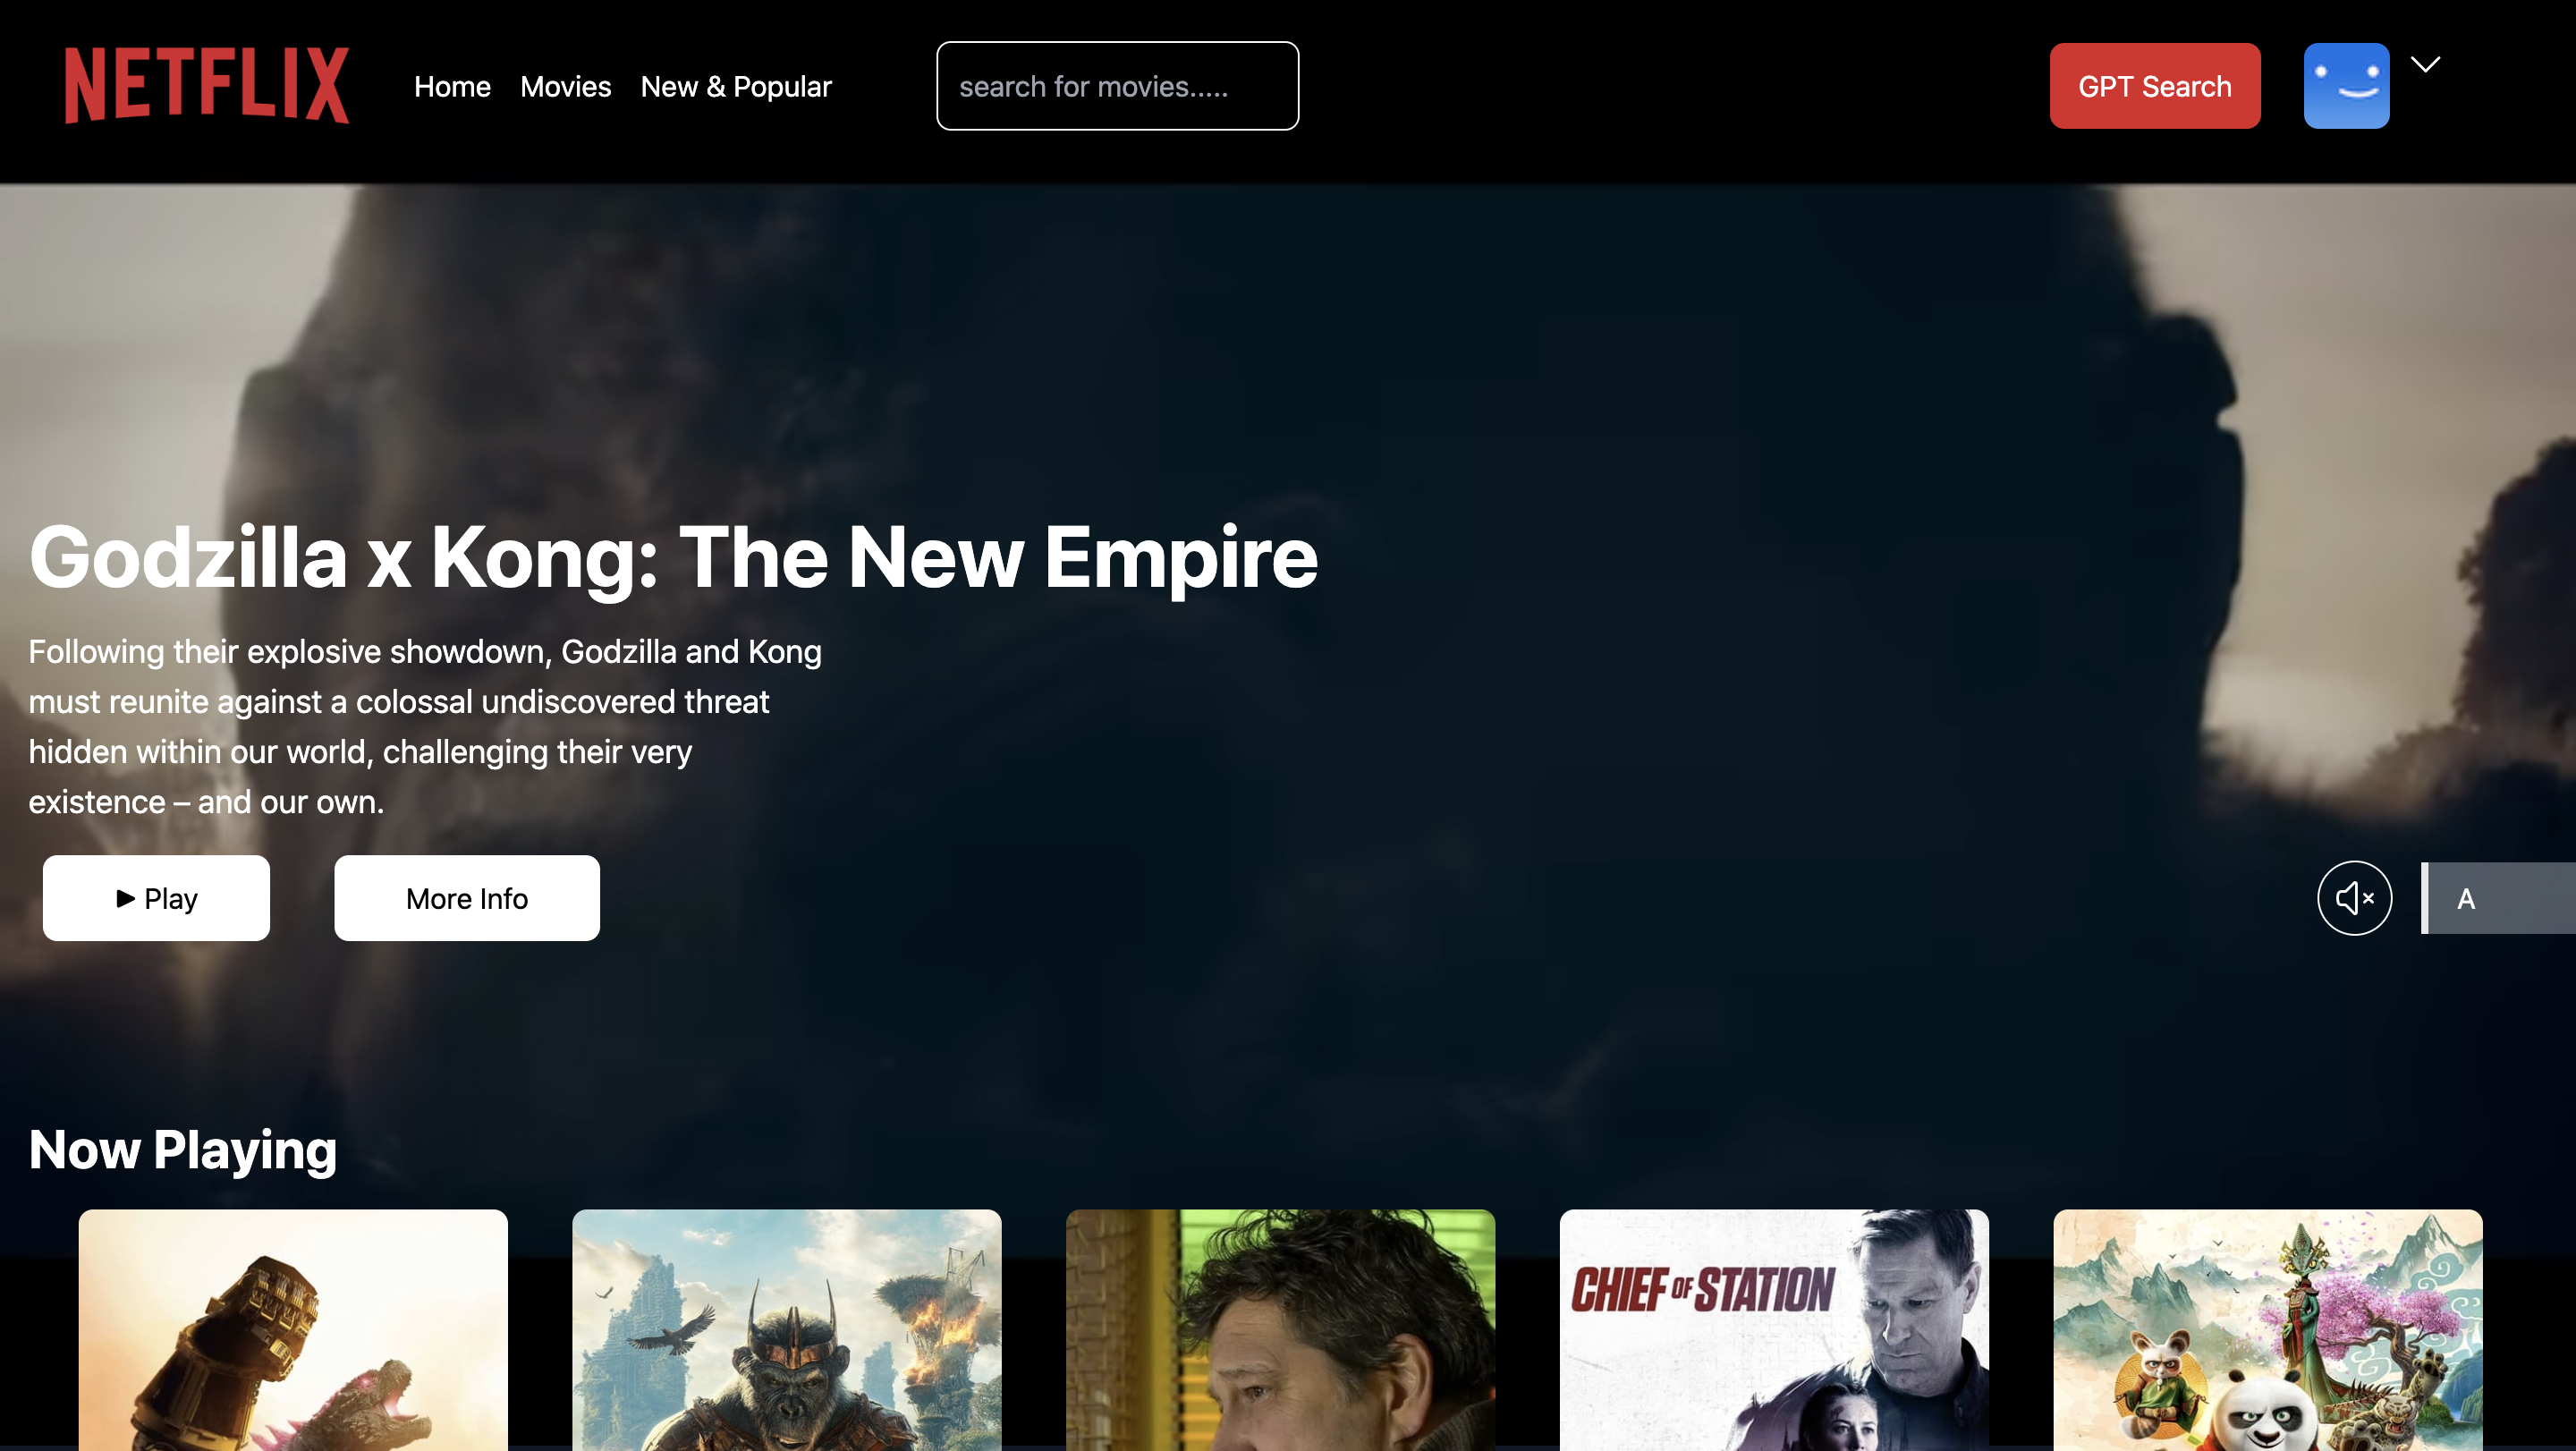 NETFLIX
Home
Movies
New & Popular
search for movies.....
GPT Search
Godzilla x Kong: The New Empire
Following their explosive showdown, Godzilla and Kong
must reunite against a colossal undiscovered threat
hidden within our world, challenging their very
existence – and our own.
▶ Play
More Info
A
Now Playing
CHIEF OF STATION